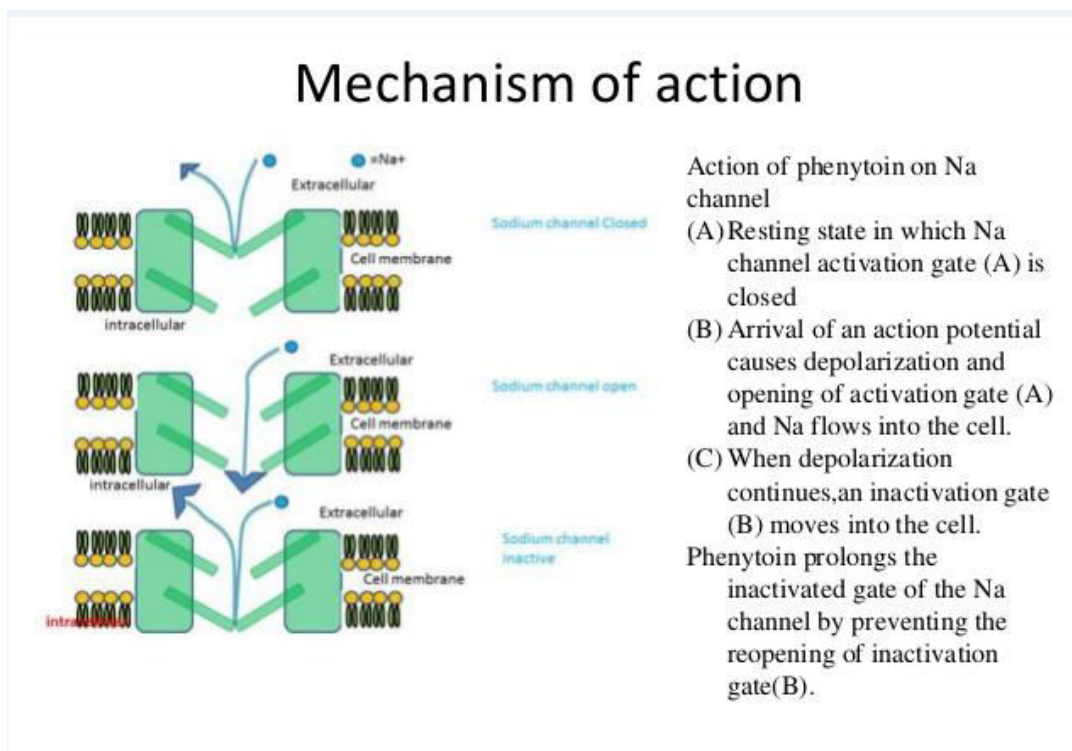 Mechanism of action
=Na+
Extracellular
Sodium channel Closed
Cell membrane
intracellular
Extracellular
Sodium channel open
Cell membrane
intracellular
Extracellular
Sodium channel
Inactive
Cell membrane
Action of phenytoin on Na
channel
(A) Resting state in which Na
channel activation gate (A) is
closed
(B) Arrival of an action potential
causes depolarization and
opening of activation gate (A)
and Na flows into the cell.
(C) When depolarization
continues,an inactivation gate
(B) moves into the cell.
Phenytoin prolongs the
inactivated gate of the Na
channel by preventing the
reopening of inactivation
gate(B).